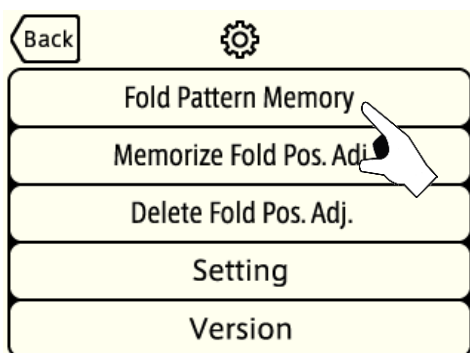 Back
Fold Pattern Memory
Memorize Fold Pos. Adj
Delete Fold Pos. Adj.
Setting
Version